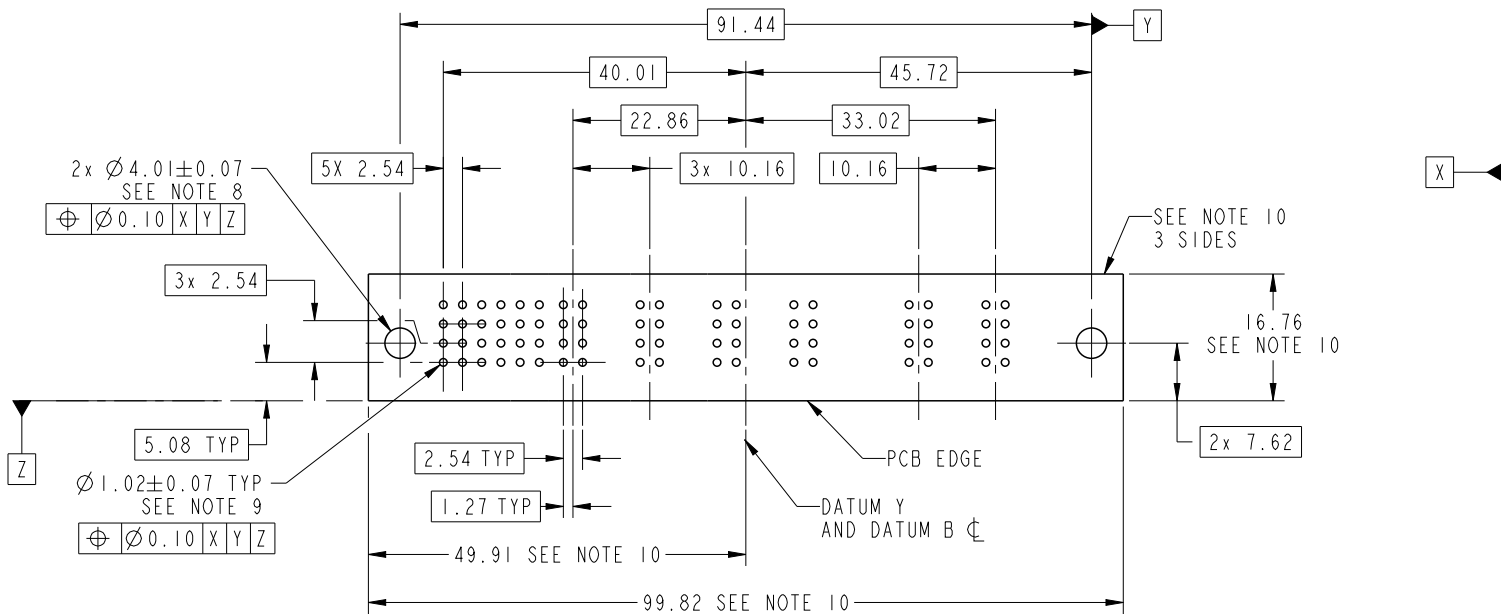 91.44
Y
40.01
45.72
22.86
33.02
2x Ø4.01±0.07
SEE NOTE 8
⌖ Ø0.10 X Y Z
5X 2.54
3x 10.16
10.16
X
SEE NOTE 10
3 SIDES
3x 2.54
16.76
SEE NOTE 10
5.08 TYP
Z
2.54 TYP
PCB EDGE
2x 7.62
Ø1.02±0.07 TYP
SEE NOTE 9
⌖ Ø0.10 X Y Z
1.27 TYP
DATUM Y
AND DATUM B ℄
49.91 SEE NOTE 10
99.82 SEE NOTE 10